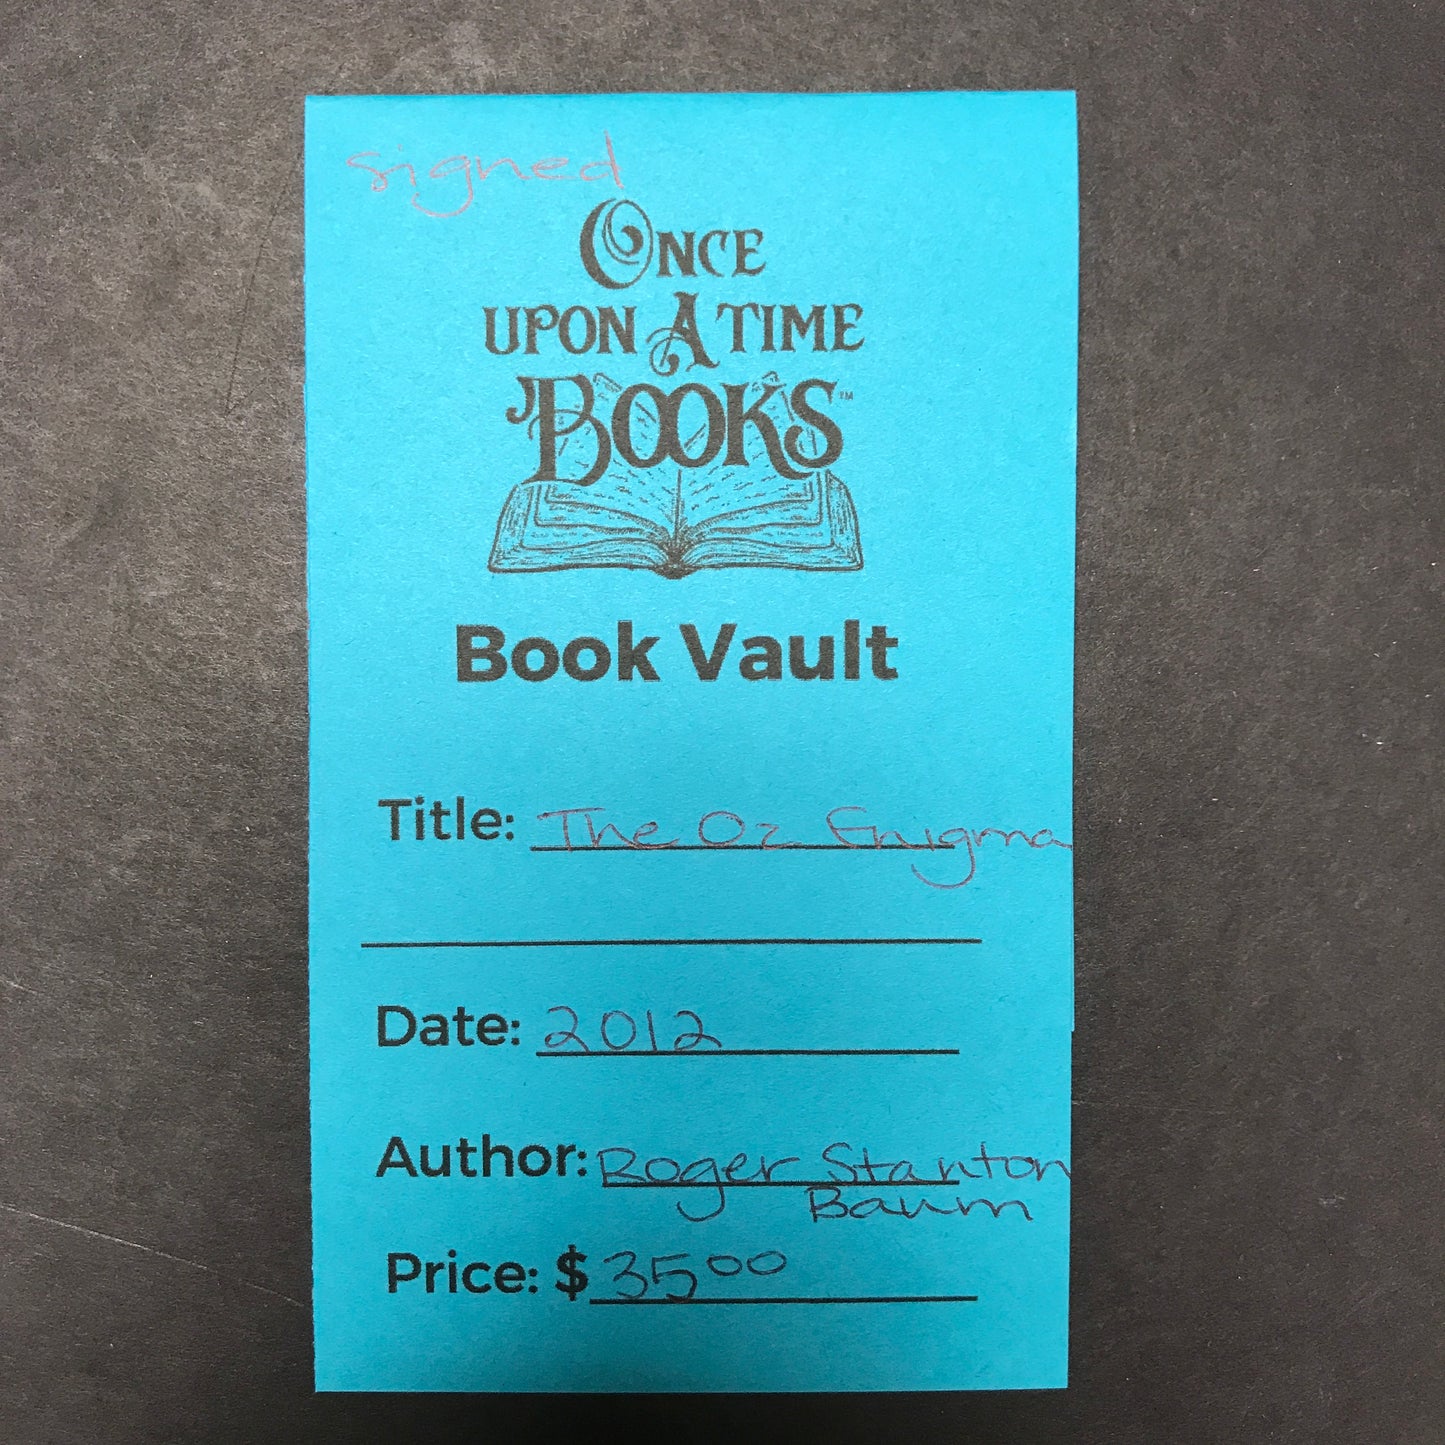 signed
ONCE
UPON A TIME
BOOKS™
Book Vault
Title: The Oz Enigma
Date: 2012
Author: Roger Stanton
Baum
Price: $ 35 00